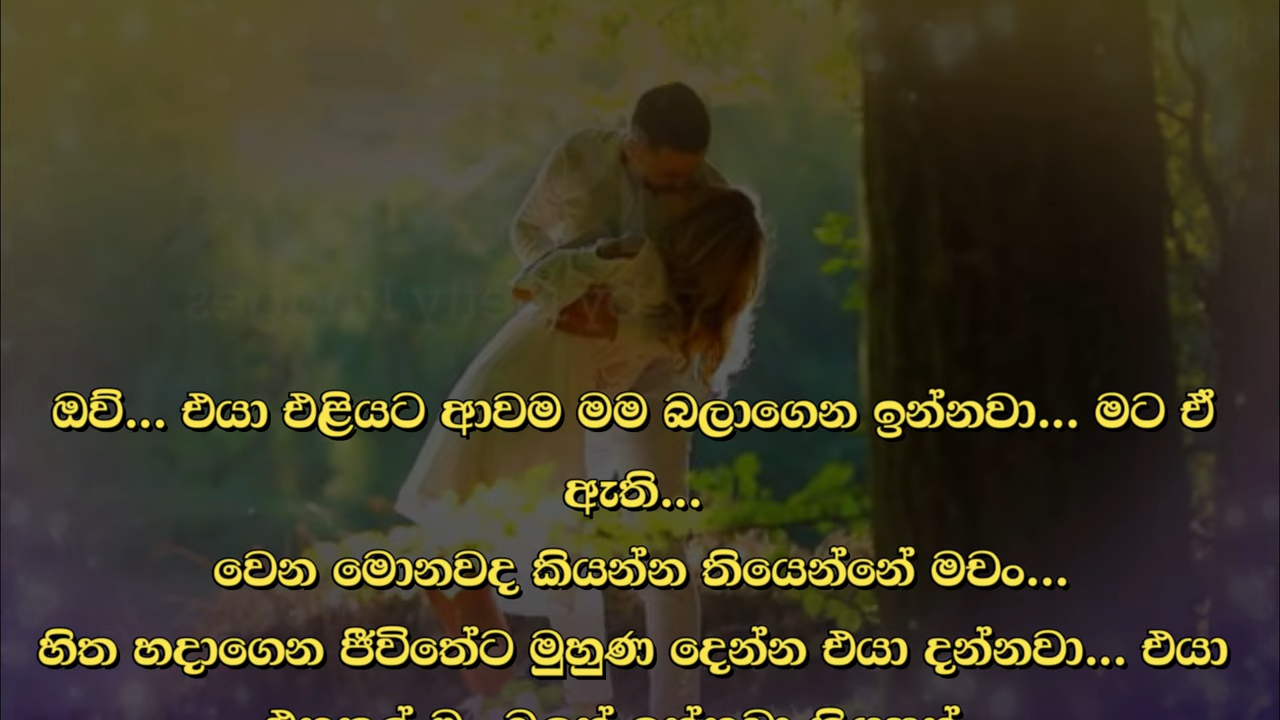 ඔව්... එයා එළියට ආවම මම බලාගෙන ඉන්නවා... මට ඒ
ඇති...
වෙන මොනවද කියන්න තියෙන්නේ මචං...
හිත හදාගෙන ජීවිතේට මුහුණ දෙන්න එයා දන්නවා... එයා